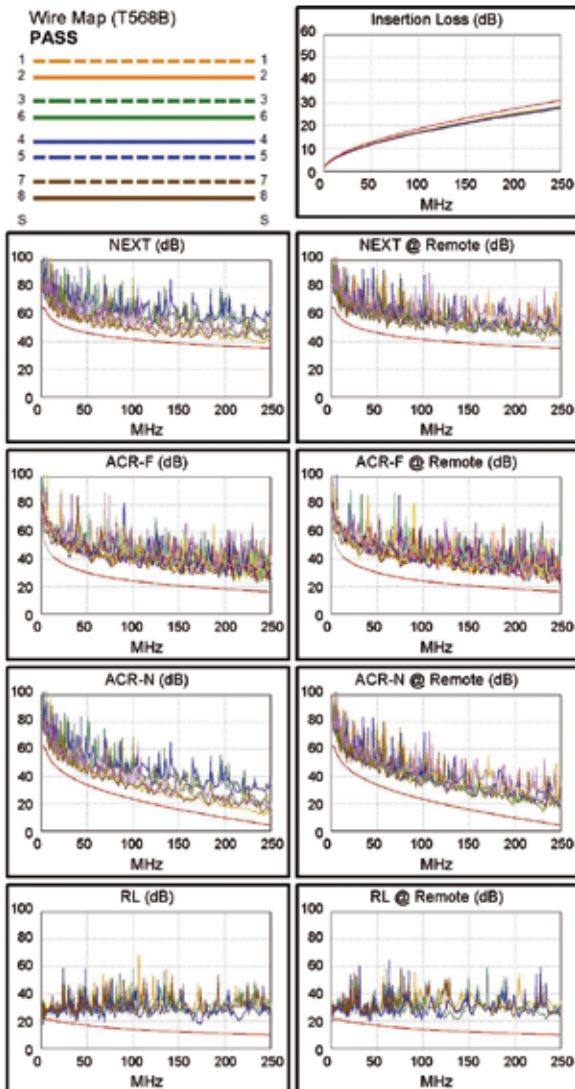 Wire Map (T568B)
PASS
1 1
2 2
3 3
6 6
4 4
5 5
7 7
8 8
S S
Insertion Loss (dB)
60
50
40
30
20
10
0
0 50 100 150 200 250
MHz
NEXT (dB)
100
80
60
40
20
0
0 50 100 150 200 250
MHz
NEXT @ Remote (dB)
100
80
60
40
20
0
0 50 100 150 200 250
MHz
ACR-F (dB)
100
80
60
40
20
0
0 50 100 150 200 250
MHz
ACR-F @ Remote (dB)
100
80
60
40
20
0
0 50 100 150 200 250
MHz
ACR-N (dB)
100
80
60
40
20
0
0 50 100 150 200 250
MHz
ACR-N @ Remote (dB)
100
80
60
40
20
0
0 50 100 150 200 250
MHz
RL (dB)
100
80
60
40
20
0
0 50 100 150 200 250
MHz
RL @ Remote (dB)
100
80
60
40
20
0
0 50 100 150 200 250
MHz